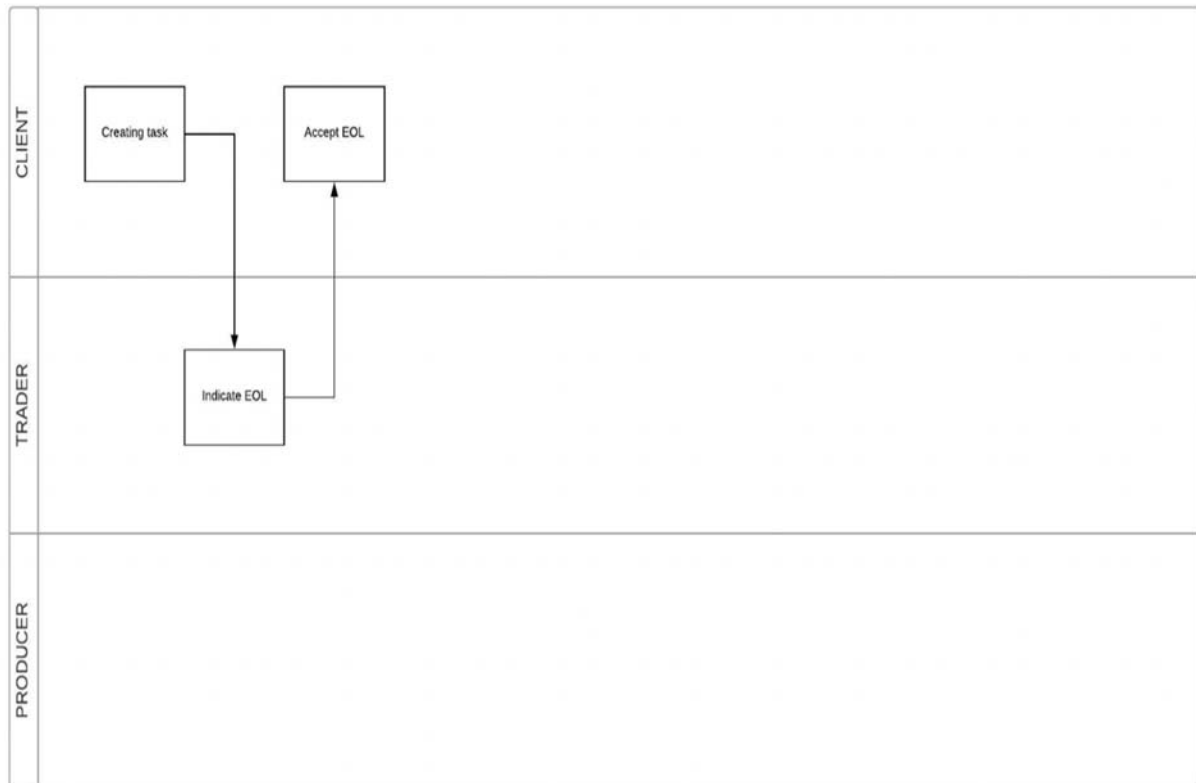 CLIENT
Creating task
Accept EOL
TRADER
Indicate EOL
PRODUCER